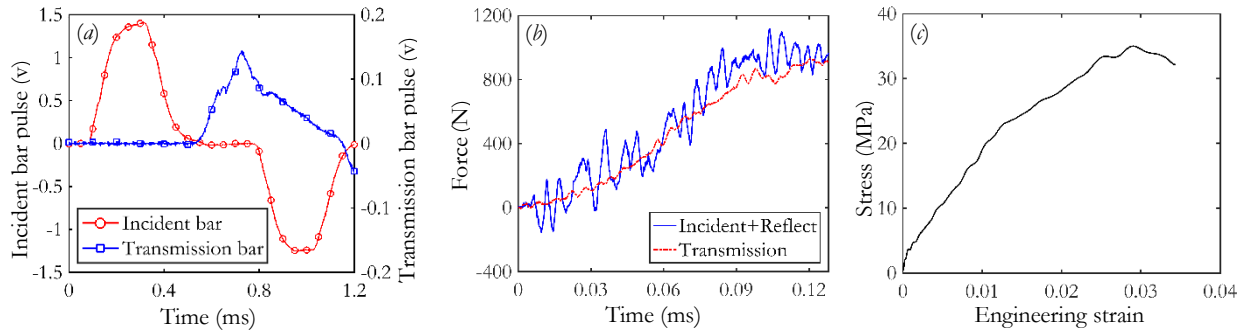 (a)
Incident bar pulse (v)
1.5
1
0.5
0
-0.5
-1
-1.5
0.2
0.1
0
-0.1
-0.2
Transmission bar pulse (v)
Incident bar
Transmission bar
0 0.4 0.8 1.2
Time (ms)
(b)
Force (N)
1200
800
400
0
-400
Incident+Reflect
Transmission
0 0.03 0.06 0.09 0.12
Time (ms)
(c)
Stress (MPa)
40
30
20
10
0
0 0.01 0.02 0.03 0.04
Engineering strain